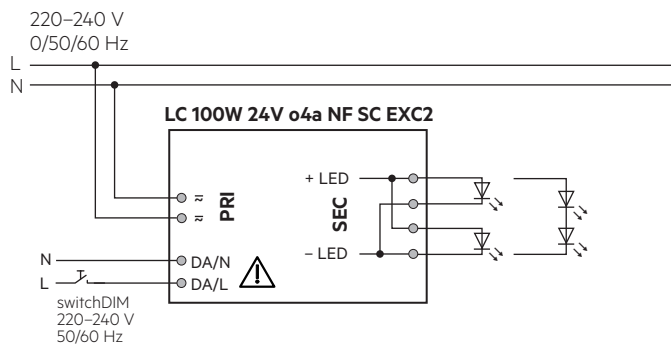 220–240 V
0/50/60 Hz
L
N
LC 100W 24V o4a NF SC EXC2
+ LED
PRI
SEC
– LED
N
DA/N
L
DA/L
switchDIM
220–240 V
50/60 Hz